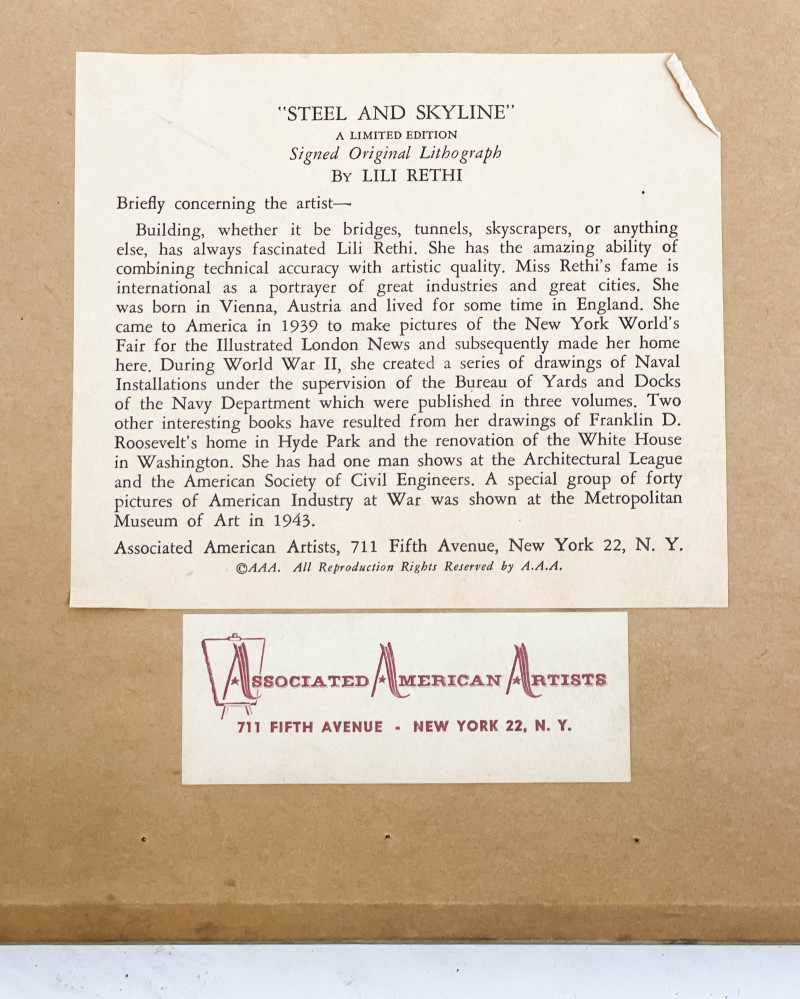 "STEEL AND SKYLINE"
A LIMITED EDITION
Signed Original Lithograph
BY LILI RETHI
Briefly concerning the artist—
Building, whether it be bridges, tunnels, skyscrapers, or anything
else, has always fascinated Lili Rethi. She has the amazing ability of
combining technical accuracy with artistic quality. Miss Rethi's fame is
international as a portrayer of great industries and great cities. She
was born in Vienna, Austria and lived for some time in England. She
came to America in 1939 to make pictures of the New York World's
Fair for the Illustrated London News and subsequently made her home
here. During World War II, she created a series of drawings of Naval
Installations under the supervision of the Bureau of Yards and Docks
of the Navy Department which were published in three volumes. Two
other interesting books have resulted from her drawings of Franklin D.
Roosevelt's home in Hyde Park and the renovation of the White House
in Washington. She has had one man shows at the Architectural League
and the American Society of Civil Engineers. A special group of forty
pictures of American Industry at War was shown at the Metropolitan
Museum of Art in 1943.
Associated American Artists, 711 Fifth Avenue, New York 22, N. Y.
©AAA. All Reproduction Rights Reserved by A.A.A.
ASSOCIATED AMERICAN ARTISTS
711 FIFTH AVENUE - NEW YORK 22, N. Y.